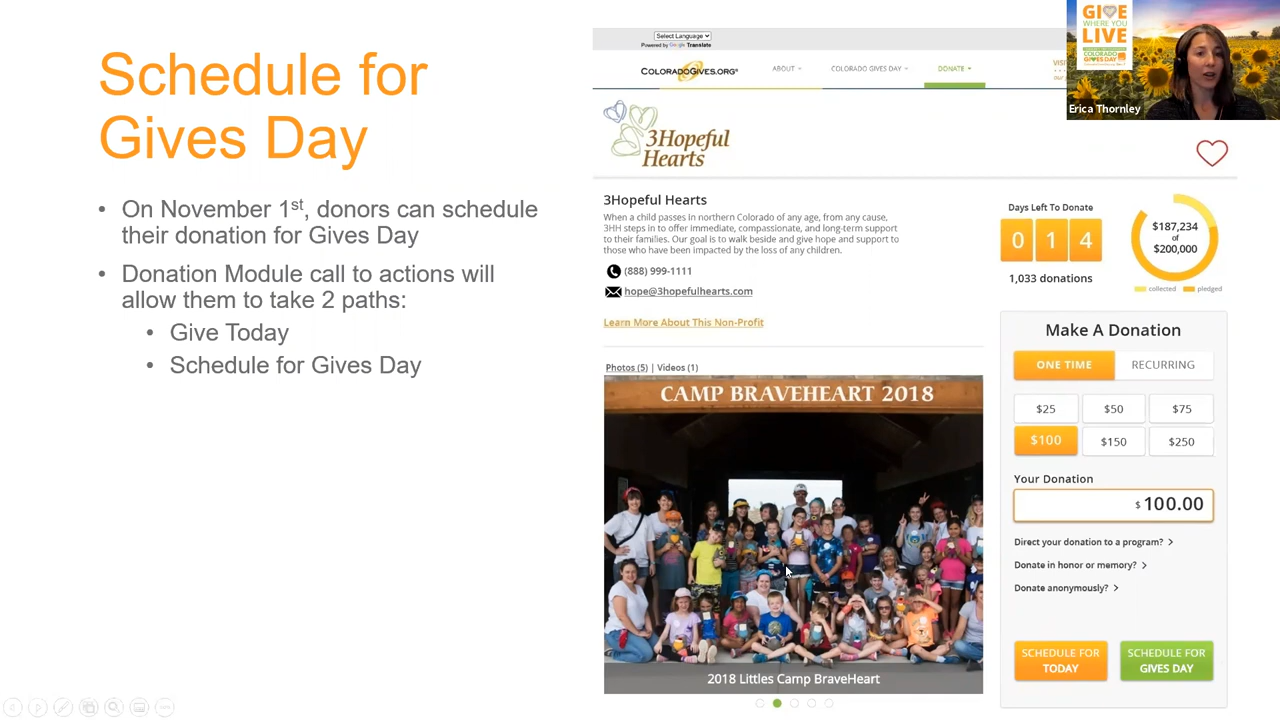 Schedule for
Gives Day
• On November 1st, donors can schedule
their donation for Gives Day
• Donation Module call to actions will
allow them to take 2 paths:
• Give Today
• Schedule for Gives Day
Select Language
Powered by Google Translate
COLORADOGIVES.ORG®
ABOUT
COLORADO GIVES DAY
DONATE
GIVE
WHERE YOU
LIVE
COLORADO
GIVES DAY
Erica Thornley
3Hopeful
Hearts
3Hopeful Hearts
When a child passes in northern Colorado of any age, from any cause,
3HH steps in to offer immediate, compassionate, and long-term support
to their families. Our goal is to walk beside and give hope and support to
those who have been impacted by the loss of any children.
(888) 999-1111
hope@3hopefulhearts.com
Learn More About This Non-Profit
Days Left To Donate
0 1 4
1,033 donations
$187,234
of
$200,000
collected pledged
Photos (5) | Videos (1)
CAMP BRAVEHEART 2018
2018 Littles Camp BraveHeart
Make A Donation
ONE TIME RECURRING
$25 $50 $75
$100 $150 $250
Your Donation
$ 100.00
Direct your donation to a program? >
Donate in honor or memory? >
Donate anonymously? >
SCHEDULE FOR
TODAY
SCHEDULE FOR
GIVES DAY